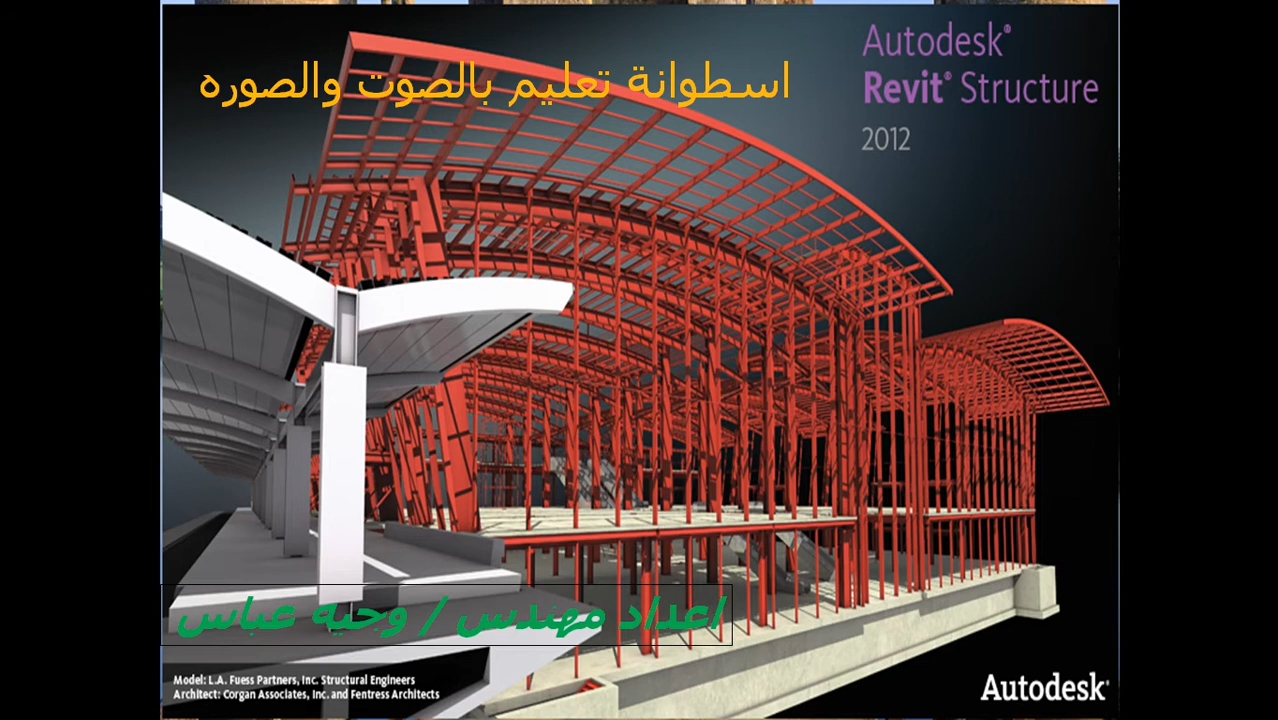 Autodesk®
Revit® Structure
2012
اسطوانة تعليم بالصوت والصوره
اعداد مهندس / وجيه عباس
Model: L.A. Fuess Partners, Inc. Structural Engineers
Architect: Corgan Associates, Inc. and Fentress Architects
Autodesk®